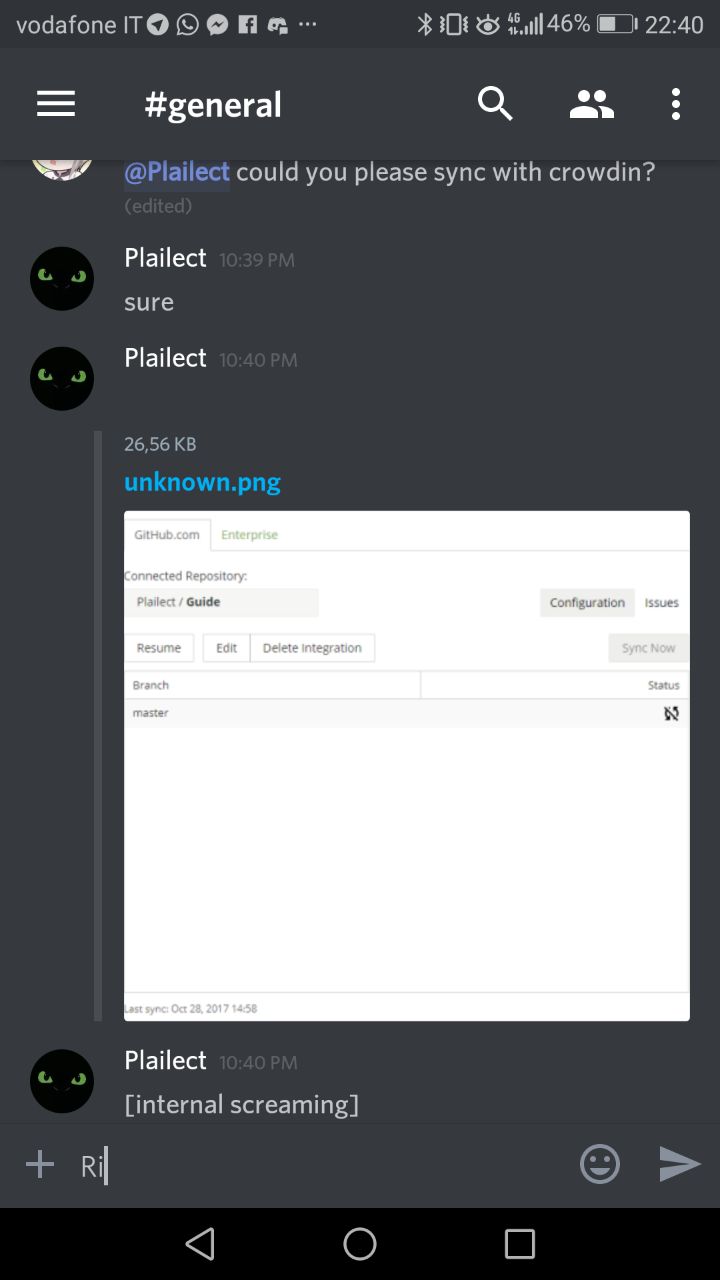 vodafone IT 4G 46% 22:40
#general
@Plailect could you please sync with crowdin?
(edited)
Plailect 10:39 PM
sure
Plailect 10:40 PM
26,56 KB
unknown.png
GitHub.com Enterprise
Connected Repository:
Plailect / Guide Configuration Issues
Resume Edit Delete Integration Sync Now
Branch Status
master
Last sync: Oct 28, 2017 14:58
Plailect 10:40 PM
[internal screaming]
Ri